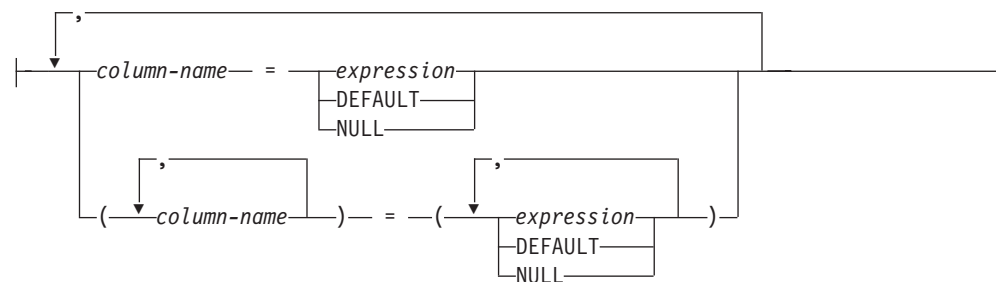 ,
column-name = expression
DEFAULT
NULL
, ,
( column-name ) = ( expression )
DEFAULT
NULL